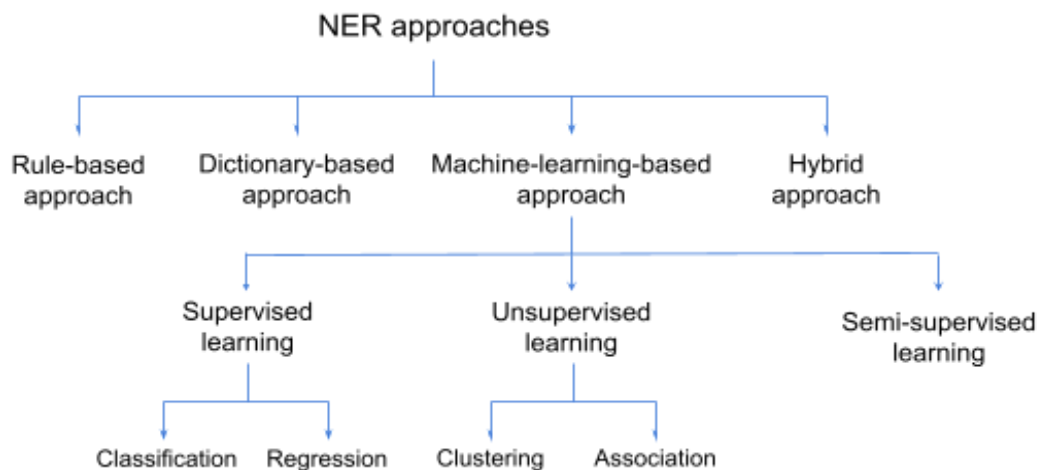 NER approaches
Rule-based
approach
Dictionary-based
approach
Machine-learning-based
approach
Hybrid
approach
Supervised
learning
Unsupervised
learning
Semi-supervised
learning
Classification
Regression
Clustering
Association